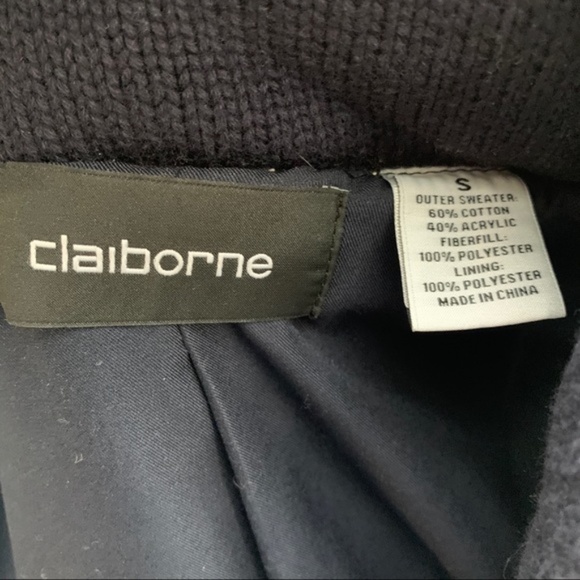 claiborne
S
OUTER SWEATER:
60% COTTON
40% ACRYLIC
FIBERFILL:
100% POLYESTER
LINING:
100% POLYESTER
MADE IN CHINA